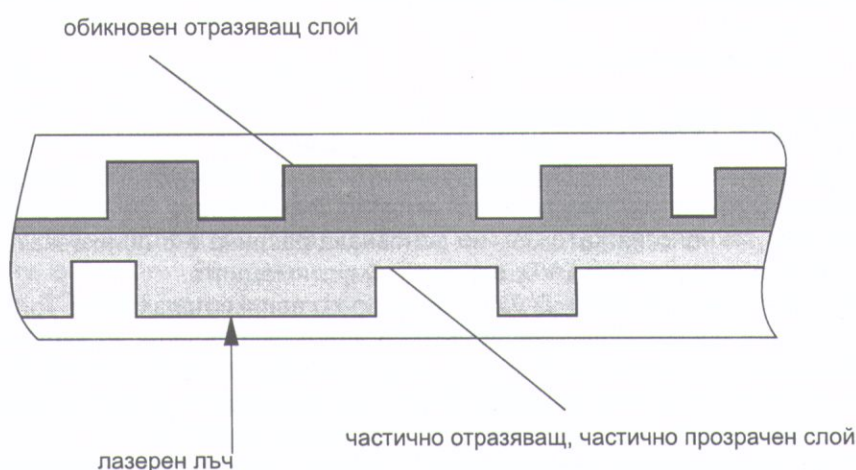 обикновен отразяващ слой
частично отразяващ, частично прозрачен слой
лазерен лъч